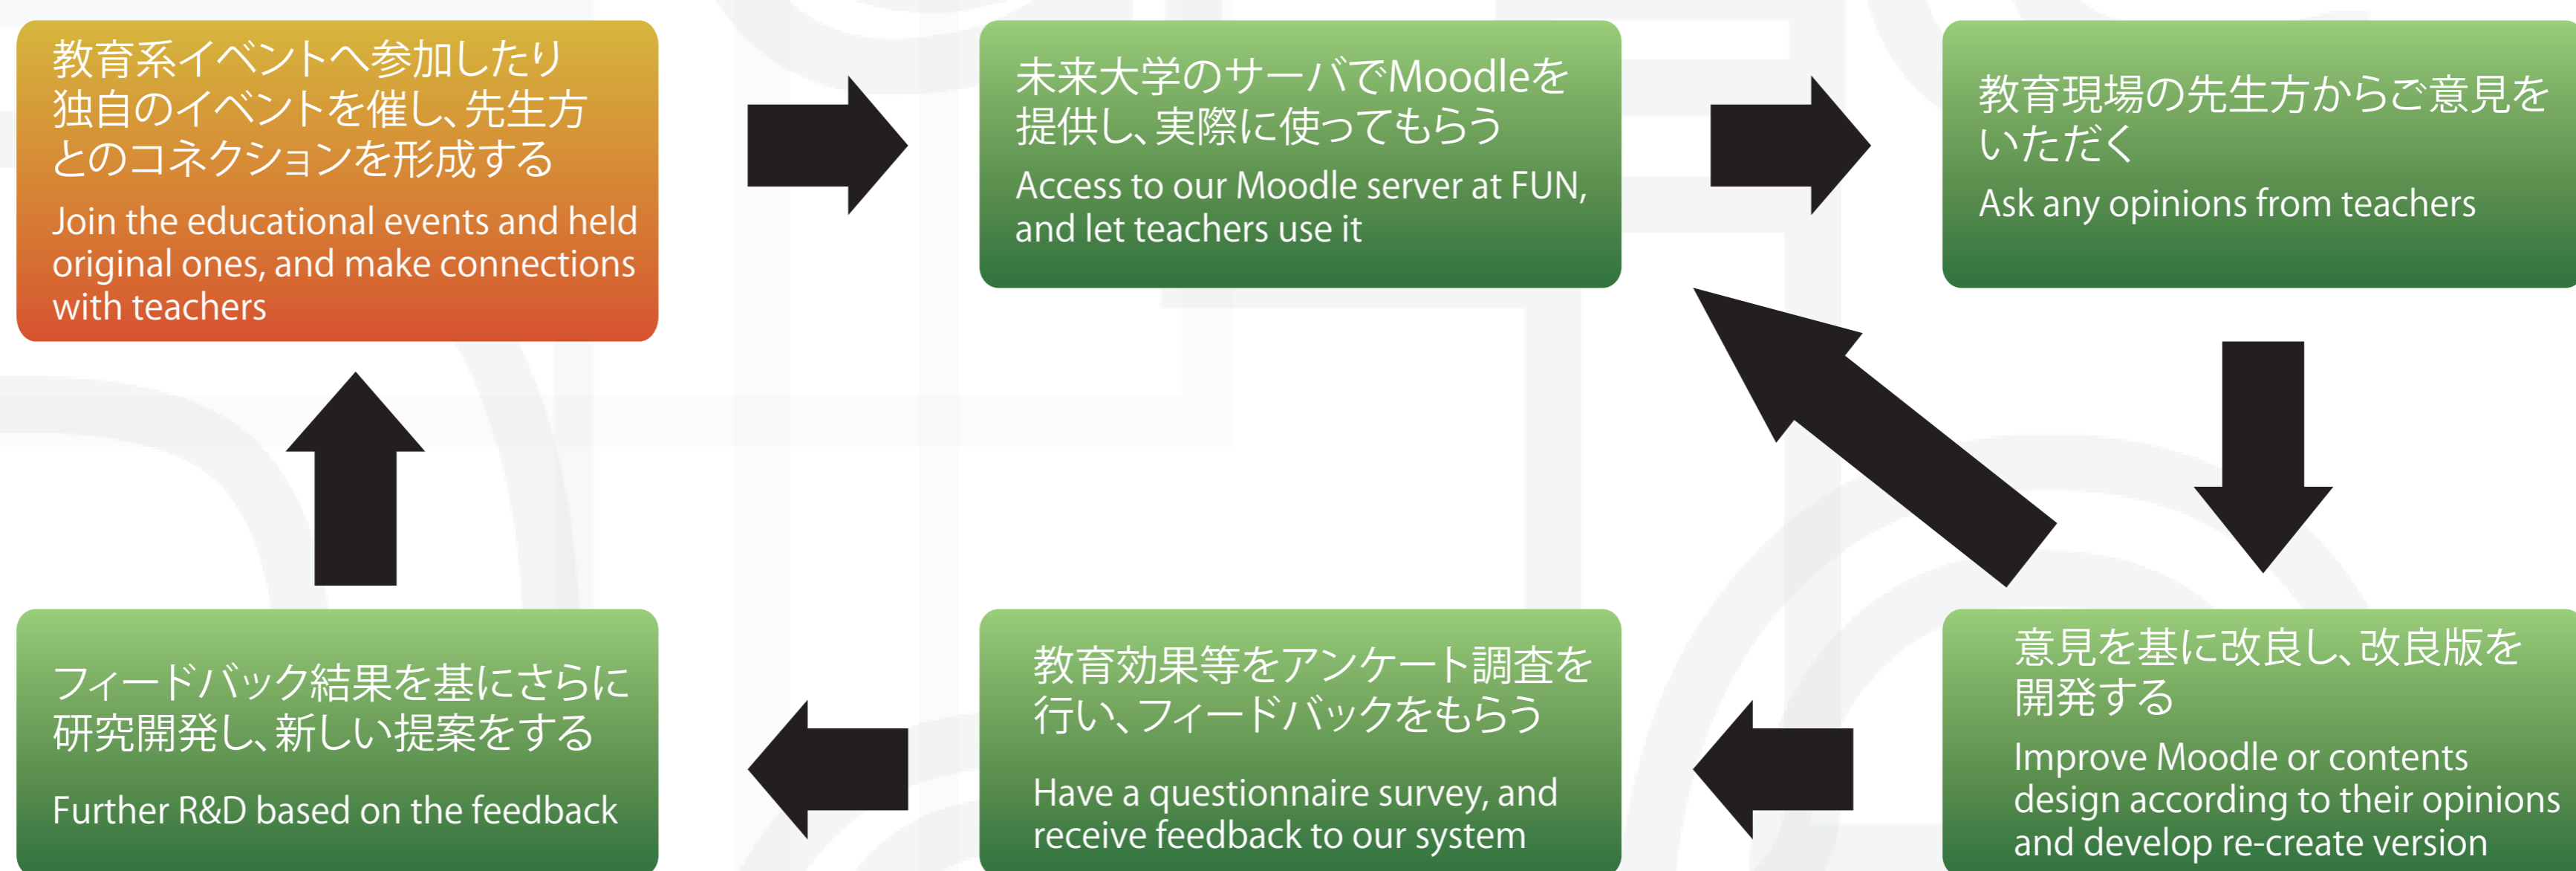 教育系イベントへ参加したり
独自のイベントを催し、先生方
とのコネクションを形成する
Join the educational events and held
original ones, and make connections
with teachers
未来大学のサーバでMoodleを
提供し、実際に使ってもらう
Access to our Moodle server at FUN,
and let teachers use it
教育現場の先生方からご意見を
いただく
Ask any opinions from teachers
意見を基に改良し、改良版を
開発する
Improve Moodle or contents
design according to their opinions
and develop re-create version
教育効果等をアンケート調査を
行い、フィードバックをもらう
Have a questionnaire survey, and
receive feedback to our system
フィードバック結果を基にさらに
研究開発し、新しい提案をする
Further R&D based on the feedback